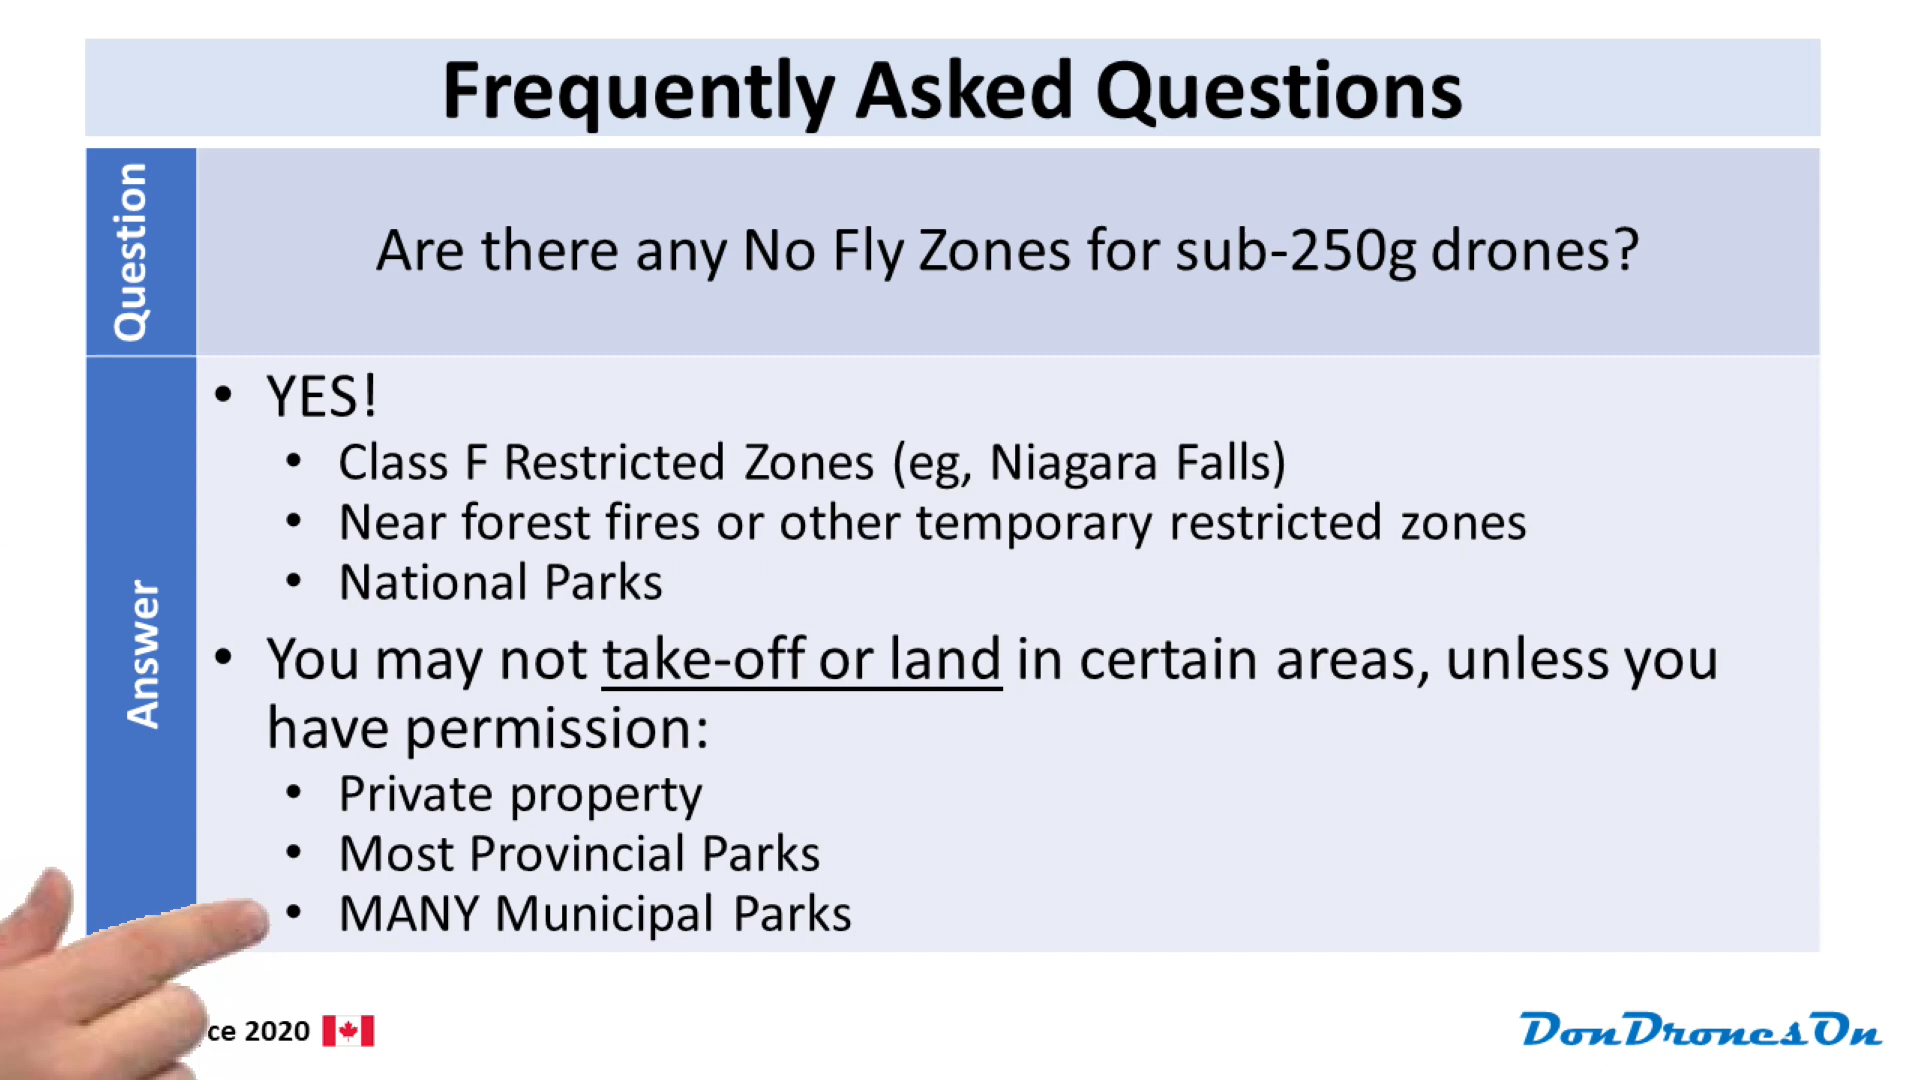 Frequently Asked Questions
Question
Are there any No Fly Zones for sub-250g drones?
Answer
• YES!
• Class F Restricted Zones (eg, Niagara Falls)
• Near forest fires or other temporary restricted zones
• National Parks
• You may not take-off or land in certain areas, unless you
have permission:
• Private property
• Most Provincial Parks
• MANY Municipal Parks
2020
DonDronesOn